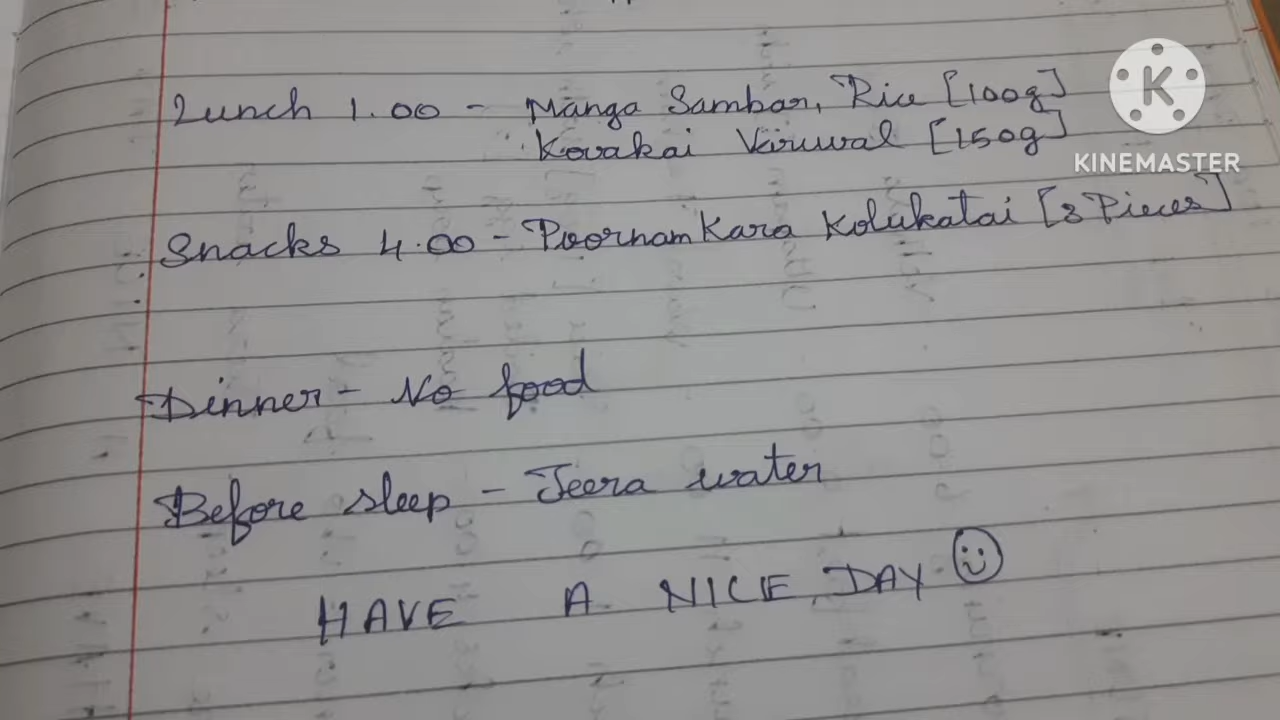 Lunch 1.00 - Manga Sambar, Rice [100g]
Kovakai Viruval [150g]
Snacks 4.00 - Poornam Kara Kolukatai [3 Pieces]
Dinner - No food
Before sleep - Jeera water
HAVE A NICE DAY
K
KINEMASTER